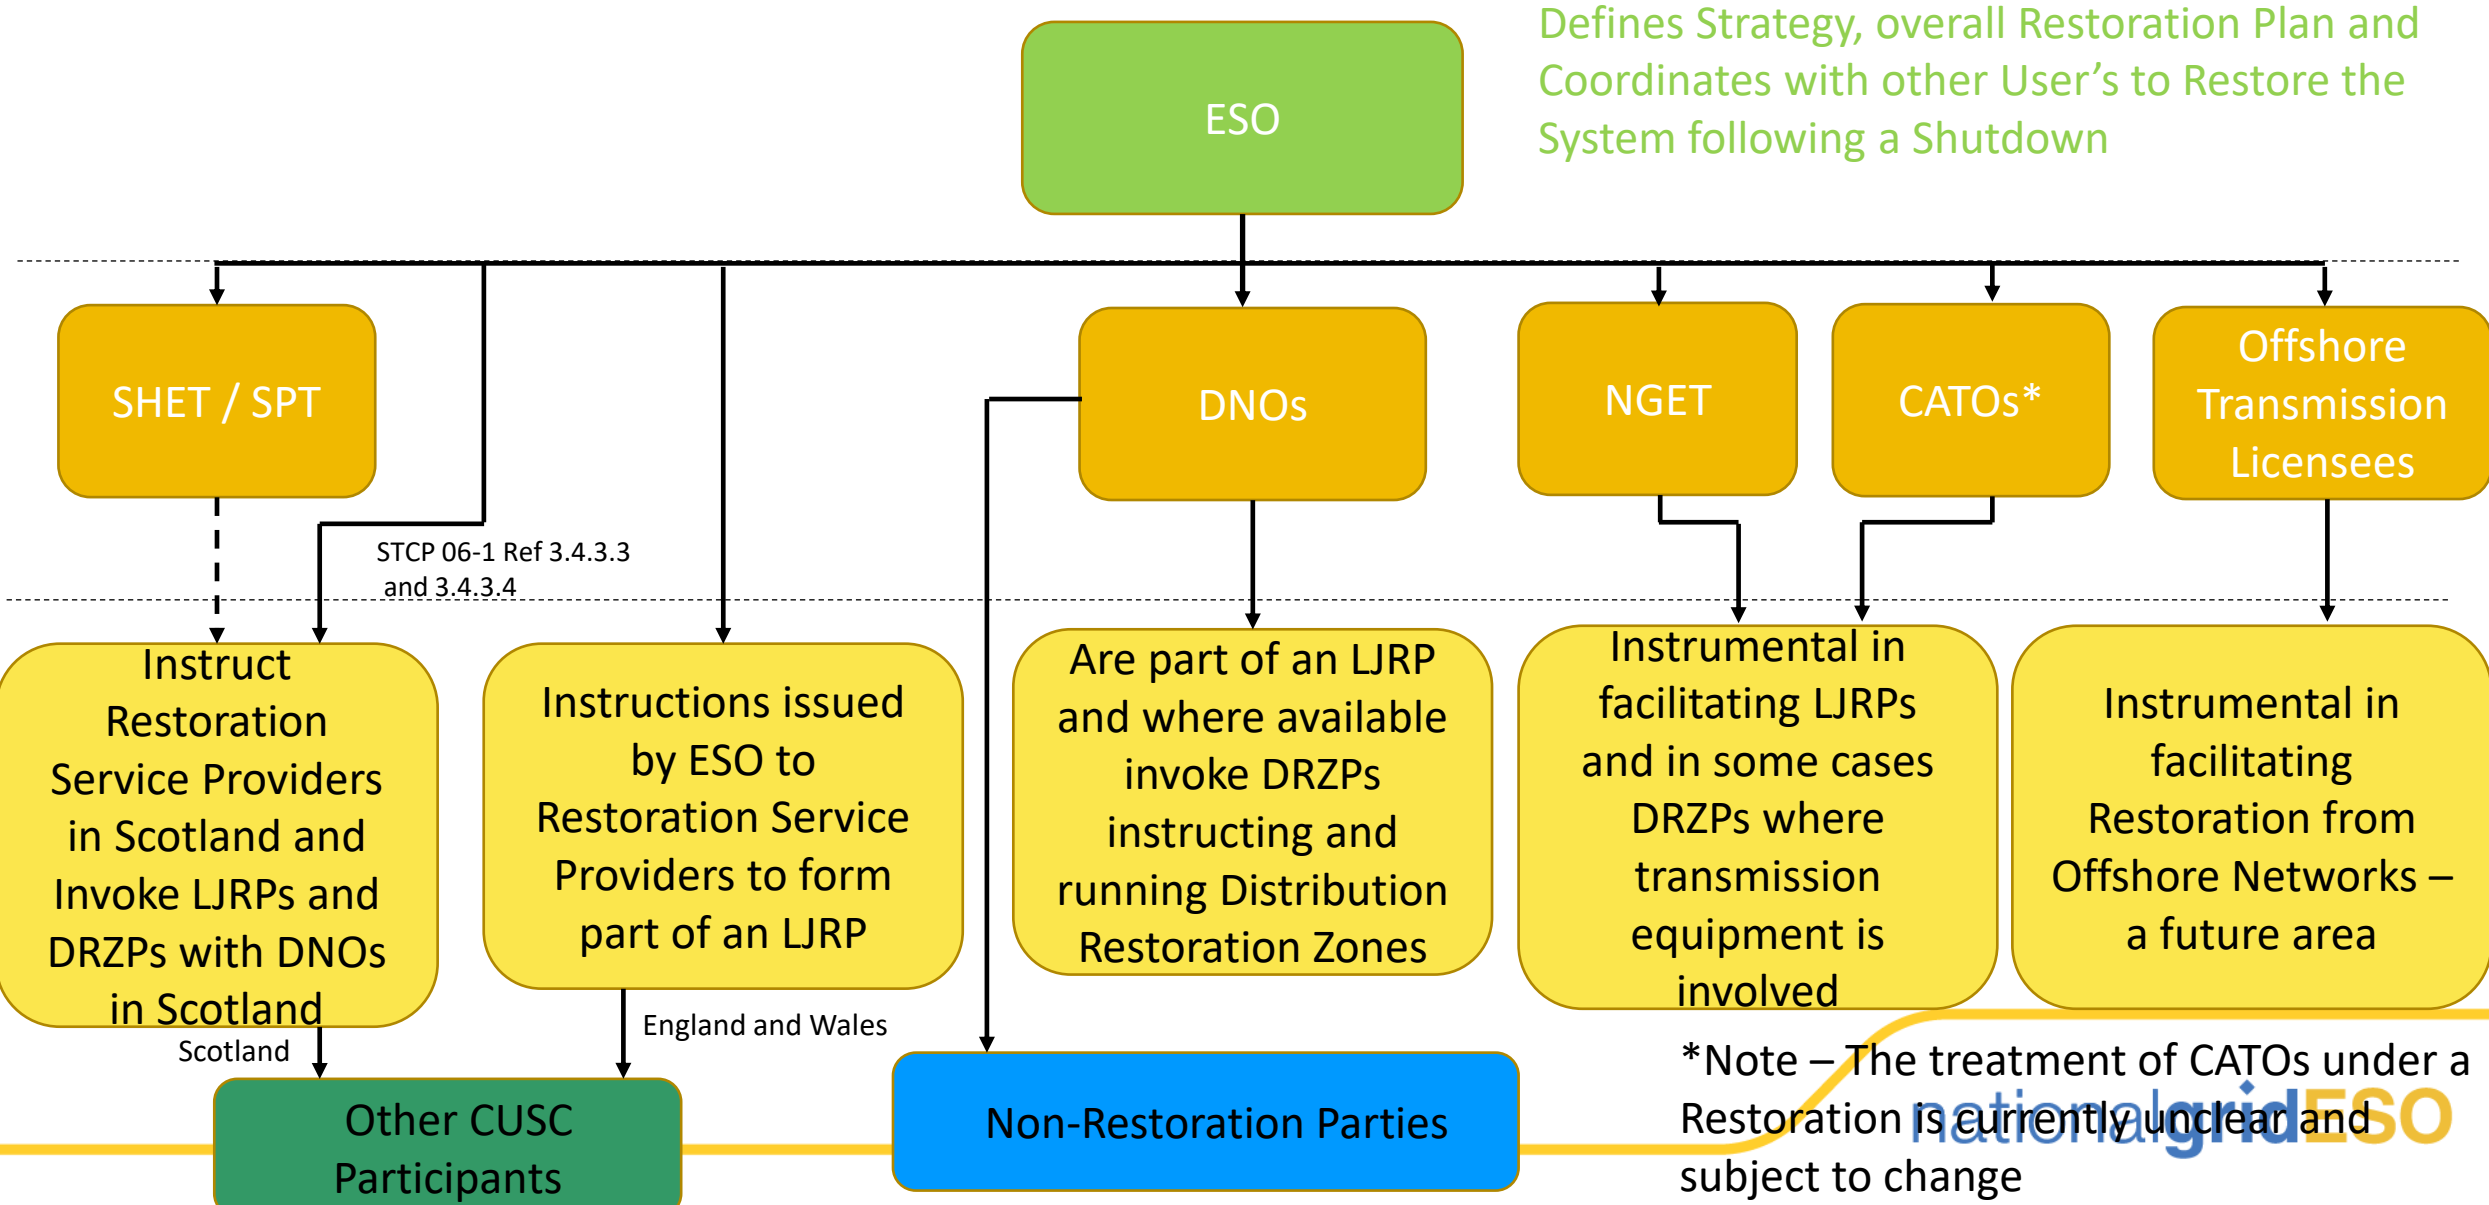 Defines Strategy, overall Restoration Plan and
Coordinates with other User’s to Restore the
System following a Shutdown
ESO
SHET / SPT
DNOs
NGET
CATOs*
Offshore
Transmission
Licensees
STCP 06-1 Ref 3.4.3.3
and 3.4.3.4
Instruct
Restoration
Service Providers
in Scotland and
Invoke LJRPs and
DRZPs with DNOs
in Scotland
Instructions issued
by ESO to
Restoration Service
Providers to form
part of an LJRP
Are part of an LJRP
and where available
invoke DRZPs
instructing and
running Distribution
Restoration Zones
Instrumental in
facilitating LJRPs
and in some cases
DRZPs where
transmission
equipment is
involved
Instrumental in
facilitating
Restoration from
Offshore Networks –
a future area
Scotland
England and Wales
Other CUSC
Participants
Non-Restoration Parties
*Note – The treatment of CATOs under a
Restoration is currently unclear and
subject to change
nationalgridESO